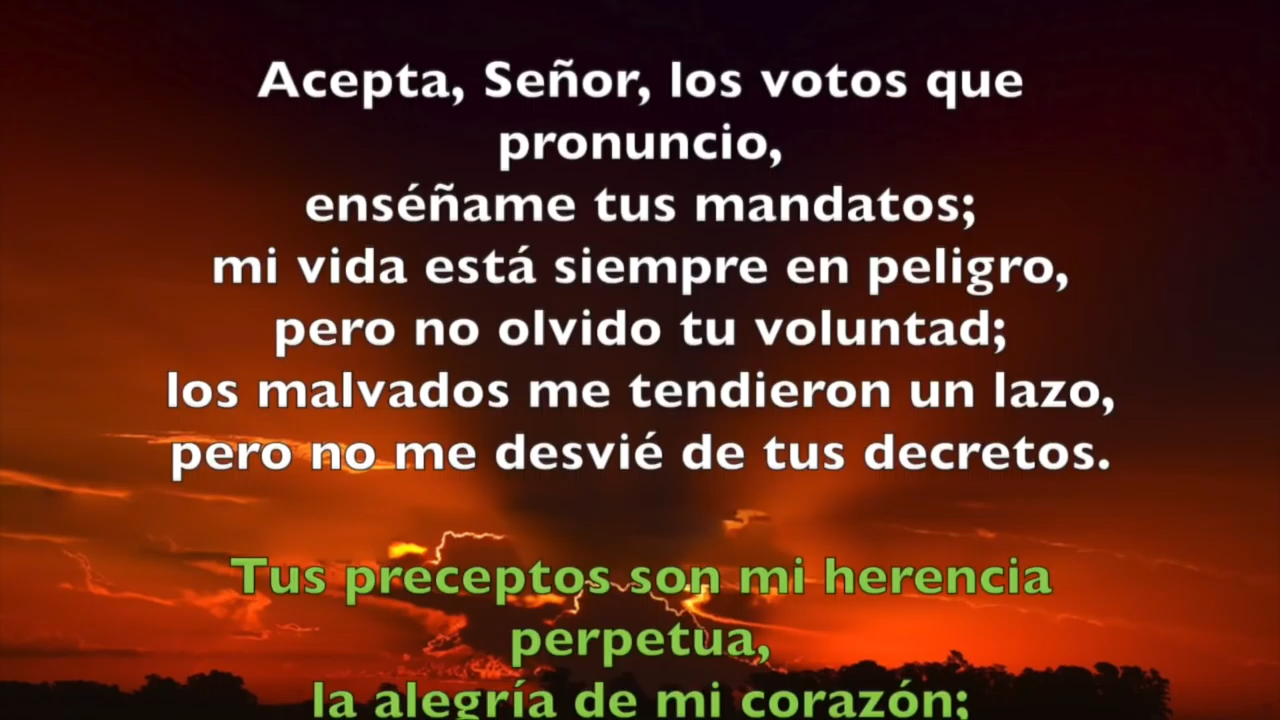 Acepta, Señor, los votos que
pronuncio,
enséñame tus mandatos;
mi vida está siempre en peligro,
pero no olvido tu voluntad;
los malvados me tendieron un lazo,
pero no me desvié de tus decretos.
Tus preceptos son mi herencia
perpetua,
la alegría de mi corazón;